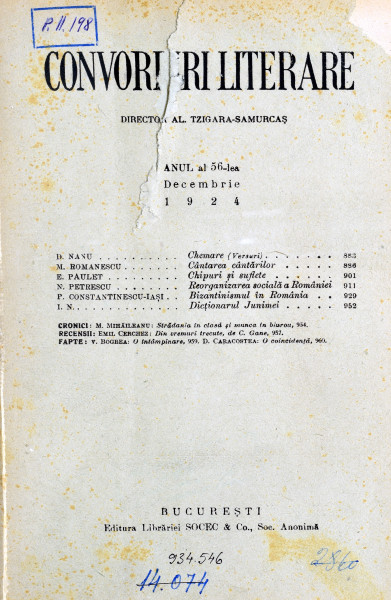 P. II. 198
CONVORBIRI LITERARE
DIRECTOR AL. TZIGARA-SAMURCAȘ
ANUL al 56-lea
Decembrie
1924
D. NANU . . . . . . . . . . Chemare (Versuri) . . . . . . . 883
M. ROMANESCU . . . . . . . Cântarea cântărilor . . . . . . 886
E. PAULET . . . . . . . . . Chipuri și suflete . . . . . . 901
N. PETRESCU . . . . . . . . Reorganizarea socială a României 911
P. CONSTANTINESCU-IAȘI . . Bizantinismul în România . . 929
I. N. . . . . . . . . . . . Dicționarul Junimei . . . . . 952
CRONICI: M. MIHĂILEANU: Strădania în clasă și munca în birou, 954.
RECENSII: EMIL CERCHEZ: Din vremuri trecute, de C. Gane, 957.
FAPTE: V. BOGREA: O întâmpinare, 959. D. CARACOSTEA: O coincidență, 960.
BUCUREȘTI
Editura Librăriei SOCEC & Co., Soc. Anonimă
934.546
14.074